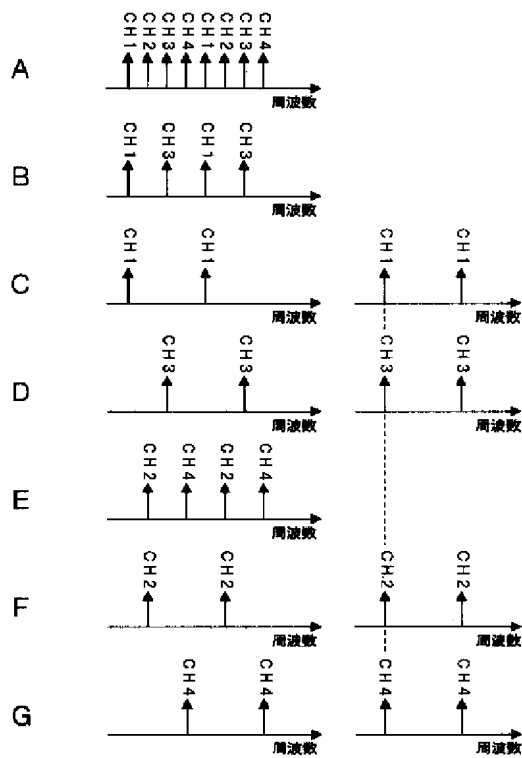 CH1 CH2 CH3 CH4 CH1 CH2 CH3 CH4
A
周波数
CH1 CH3 CH1 CH3
B
周波数
CH1 CH1 CH1 CH1
C
周波数 周波数
CH3 CH3 CH3 CH3
D
周波数 周波数
CH2 CH4 CH2 CH4
E
周波数
CH2 CH2 CH2 CH2
F
周波数 周波数
CH4 CH4 CH4 CH4
G
周波数 周波数